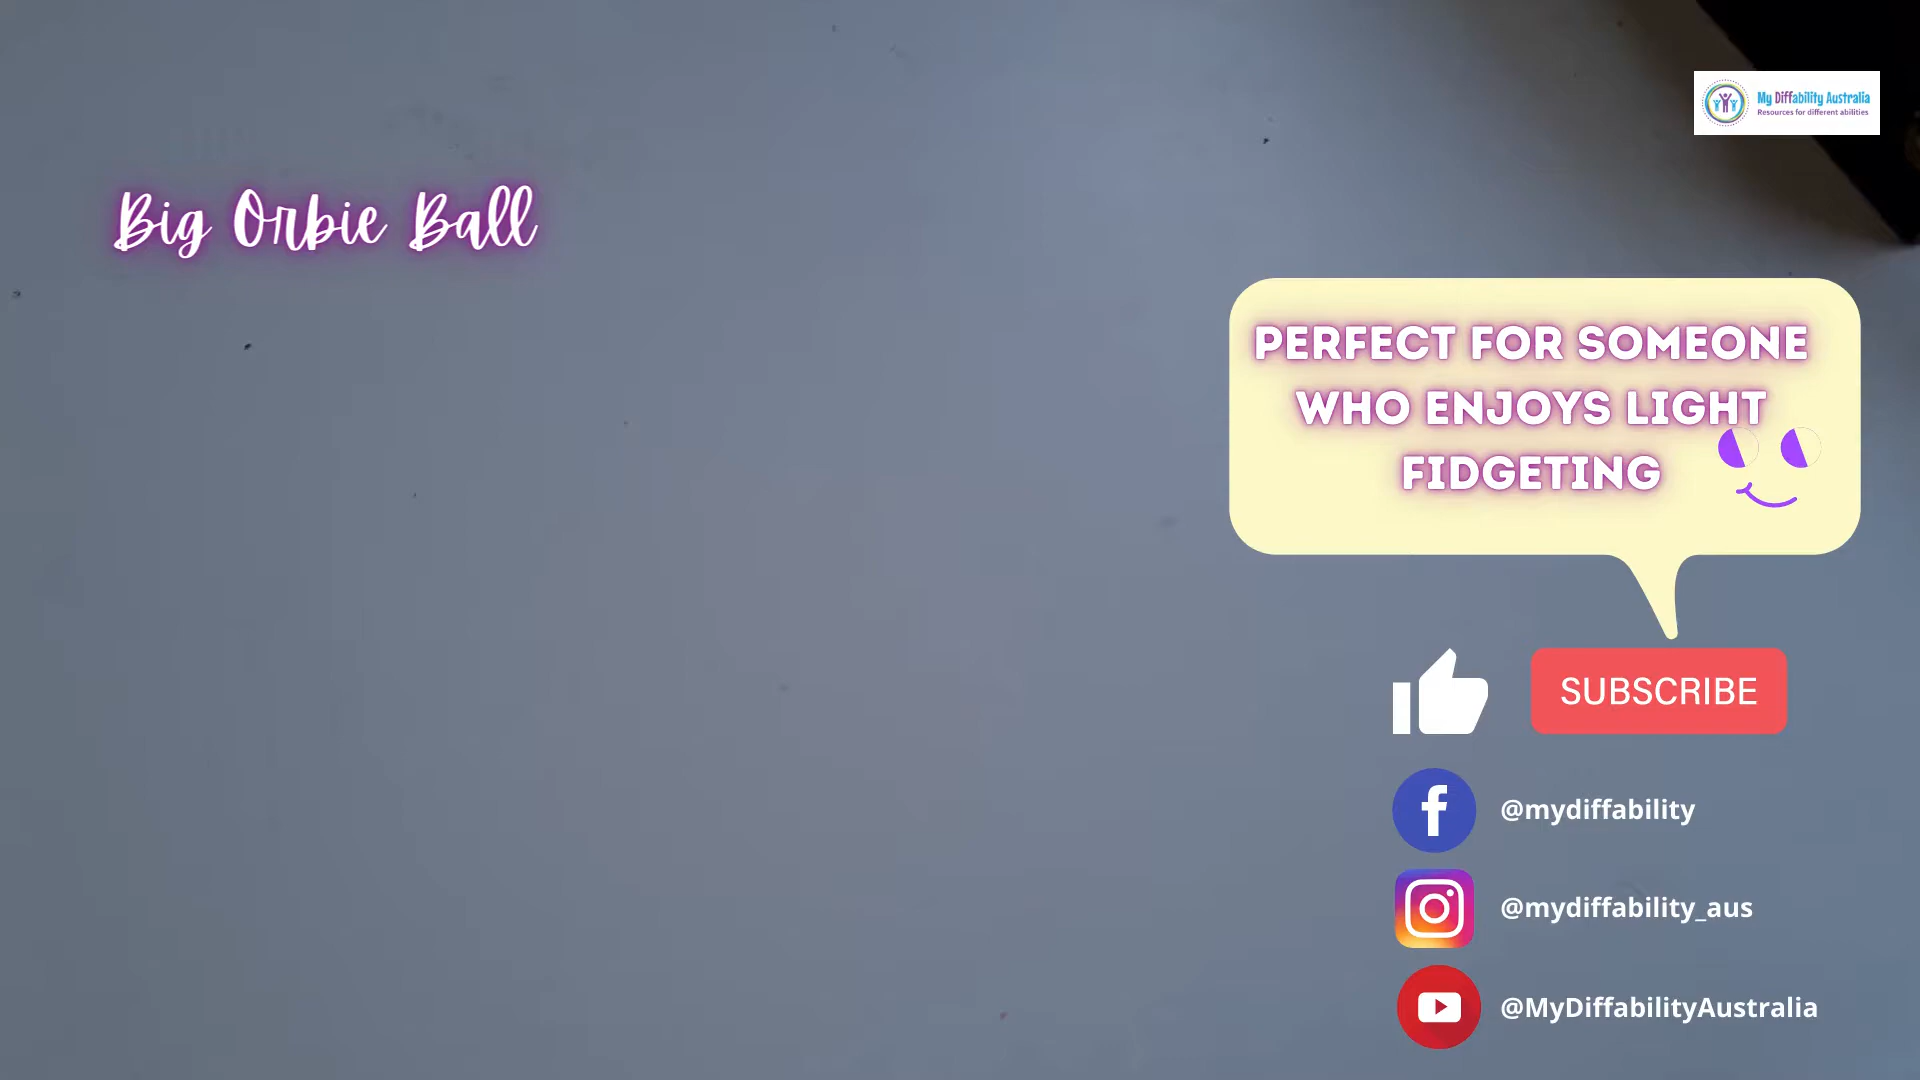 My Diffability Australia
Resources for different abilities
Big Orbie Ball
PERFECT FOR SOMEONE
WHO ENJOYS LIGHT
FIDGETING
SUBSCRIBE
@mydiffability
@mydiffability_aus
@MyDiffabilityAustralia